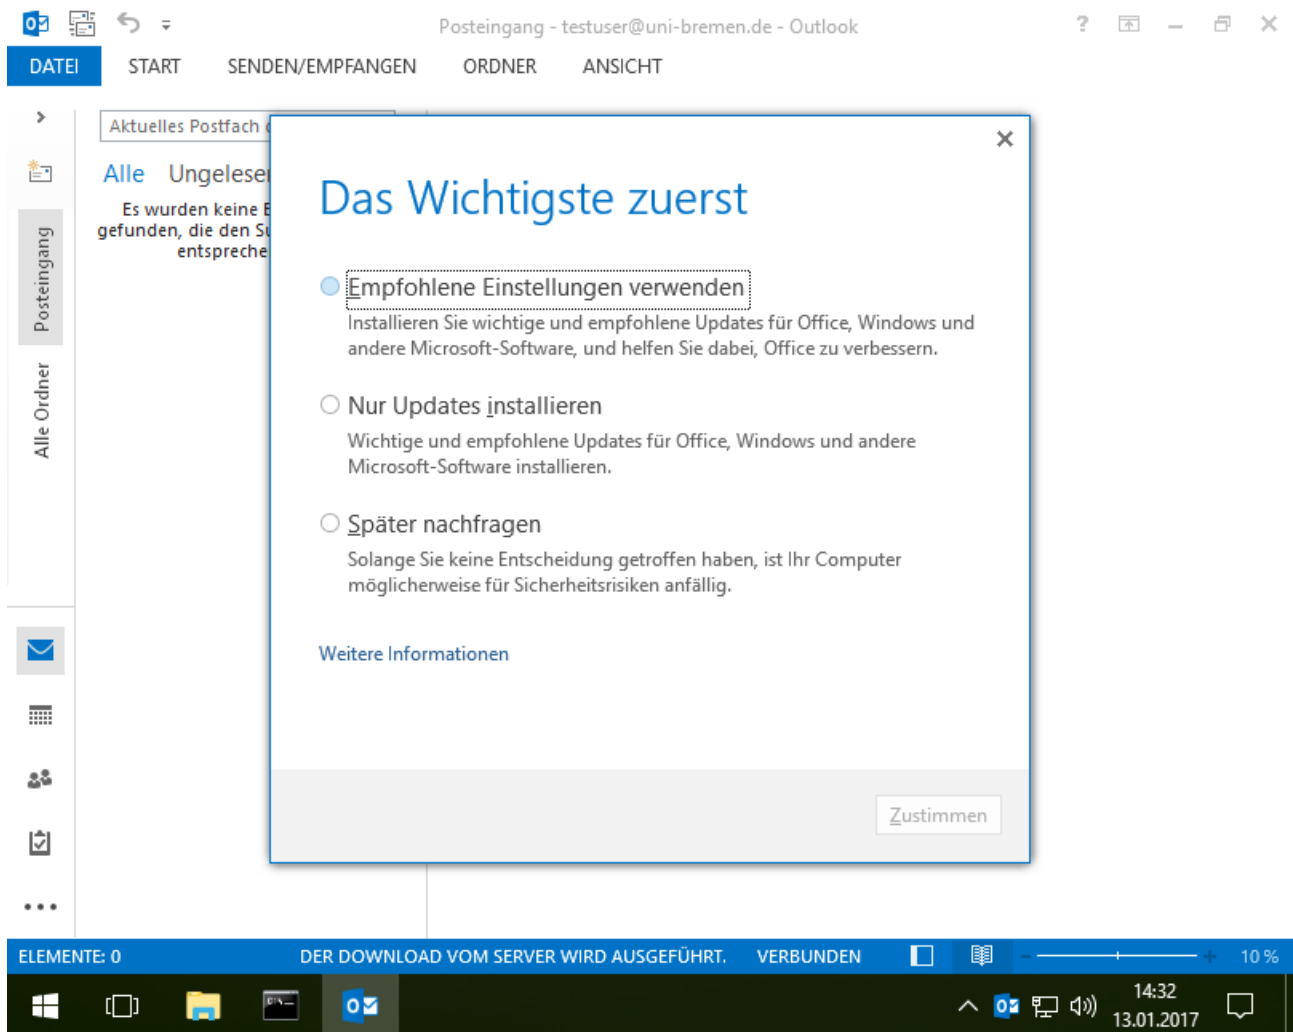 Posteingang - testuser@uni-bremen.de - Outlook
DATEI START SENDEN/EMPFANGEN ORDNER ANSICHT
Aktuelles Postfach
Alle Ungelesen
Es wurden keine
gefunden, die den
entspreche
Posteingang
Alle Ordner
Das Wichtigste zuerst
Empfohlene Einstellungen verwenden
Installieren Sie wichtige und empfohlene Updates für Office, Windows und
andere Microsoft-Software, und helfen Sie dabei, Office zu verbessern.
Nur Updates installieren
Wichtige und empfohlene Updates für Office, Windows und andere
Microsoft-Software installieren.
Später nachfragen
Solange Sie keine Entscheidung getroffen haben, ist Ihr Computer
möglicherweise für Sicherheitsrisiken anfällig.
Weitere Informationen
Zustimmen
ELEMENTE: 0 DER DOWNLOAD VOM SERVER WIRD AUSGEFÜHRT. VERBUNDEN 10 %
14:32
13.01.2017